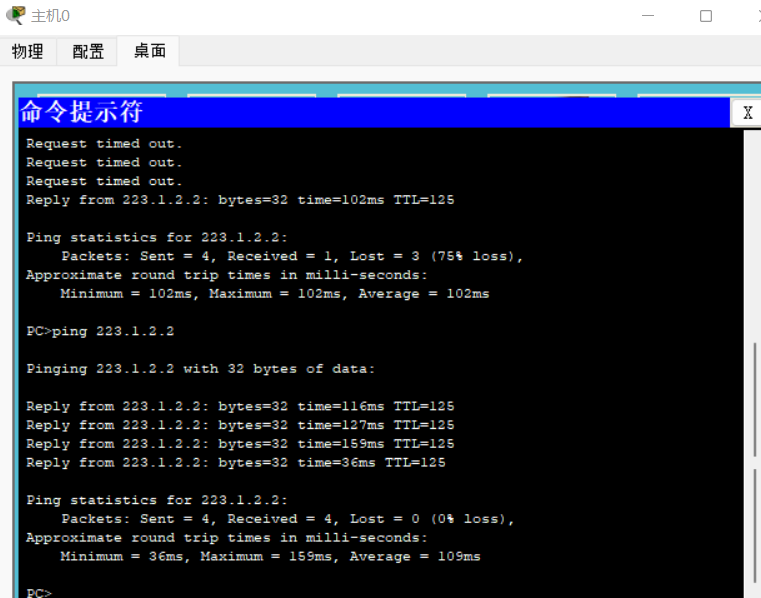 主机0
物理 配置 桌面
命令提示符 X
Request timed out.
Request timed out.
Request timed out.
Reply from 223.1.2.2: bytes=32 time=102ms TTL=125
Ping statistics for 223.1.2.2:
Packets: Sent = 4, Received = 1, Lost = 3 (75% loss),
Approximate round trip times in milli-seconds:
Minimum = 102ms, Maximum = 102ms, Average = 102ms
PC>ping 223.1.2.2
Pinging 223.1.2.2 with 32 bytes of data:
Reply from 223.1.2.2: bytes=32 time=116ms TTL=125
Reply from 223.1.2.2: bytes=32 time=127ms TTL=125
Reply from 223.1.2.2: bytes=32 time=159ms TTL=125
Reply from 223.1.2.2: bytes=32 time=36ms TTL=125
Ping statistics for 223.1.2.2:
Packets: Sent = 4, Received = 4, Lost = 0 (0% loss),
Approximate round trip times in milli-seconds:
Minimum = 36ms, Maximum = 159ms, Average = 109ms
PC>